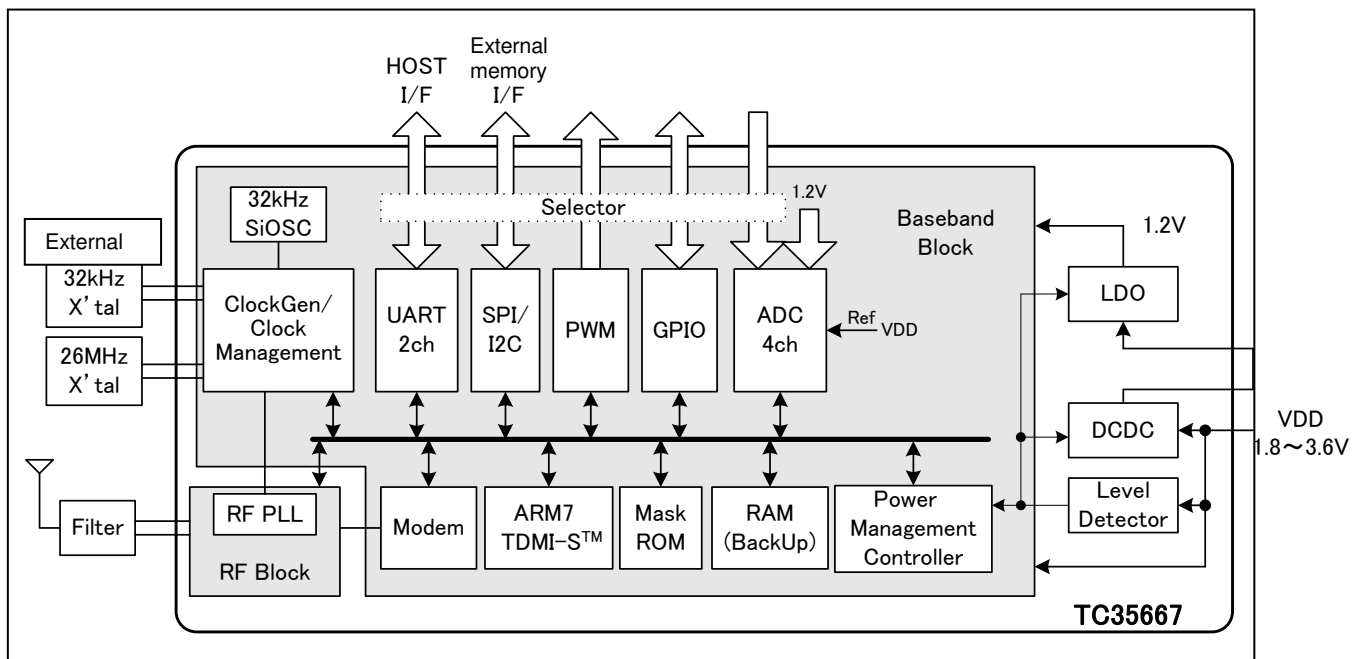 HOST
I/F
External
memory
I/F
Selector
1.2V
Baseband
Block
32kHz
SiOSC
External
32kHz
X'tal
26MHz
X'tal
ClockGen/
Clock
Management
UART
2ch
SPI/
I2C
PWM
GPIO
ADC
4ch
Ref
VDD
1.2V
LDO
DCDC
VDD
1.8～3.6V
Level
Detector
Filter
RF PLL
RF Block
Modem
ARM7
TDMI-S™
Mask
ROM
RAM
(BackUp)
Power
Management
Controller
TC35667